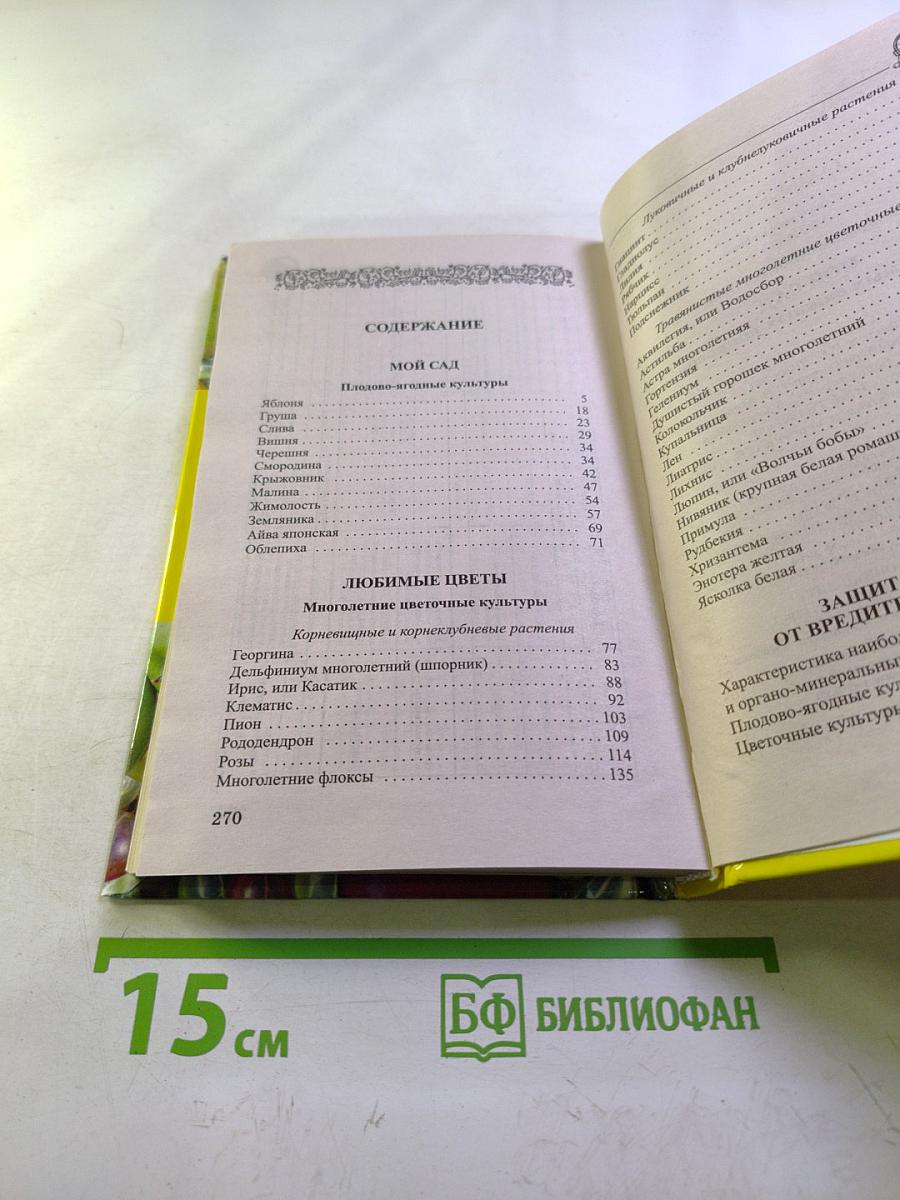 СОДЕРЖАНИЕ
МОЙ САД
Плодово-ягодные культуры
Яблоня 5
Груша 18
Слива 23
Вишня 29
Черешня 34
Смородина 34
Крыжовник 42
Малина 47
Жимолость 54
Земляника 57
Айва японская 69
Облепиха 71
ЛЮБИМЫЕ ЦВЕТЫ
Многолетние цветочные культуры
Корневищные и корнеклубневые растения
Георгина 77
Дельфиниум многолетний (шпорник) 83
Ирис, или Касатик 88
Клематис 92
Пион 103
Рододендрон 109
Розы 114
Многолетние флоксы 135
270
Луковичные и клубнелуковичные растения
Гиацинт
Гладиолус
Лилия
Рябчик
Нарцисс
Тюльпан
Подснежник
Травянистые многолетние цветочные
Аквилегия, или Водосбор
Астильба
Астра многолетняя
Гортензия
Гелениум
Душистый горошек многолетний
Колокольчик
Купальница
Лен
Лиатрис
Лихнис
Люпин, или «Волчьи бобы»
Нивяник (крупная белая ромаш
Примула
Рудбекия
Хризантема
Энотера желтая
Ясколка белая
ЗАЩИТ
ОТ ВРЕДИТЕ
Характеристика наибол
и органо-минеральны
Плодово-ягодные кул
Цветочные культуры
15 см
БФ БИБЛИОФАН